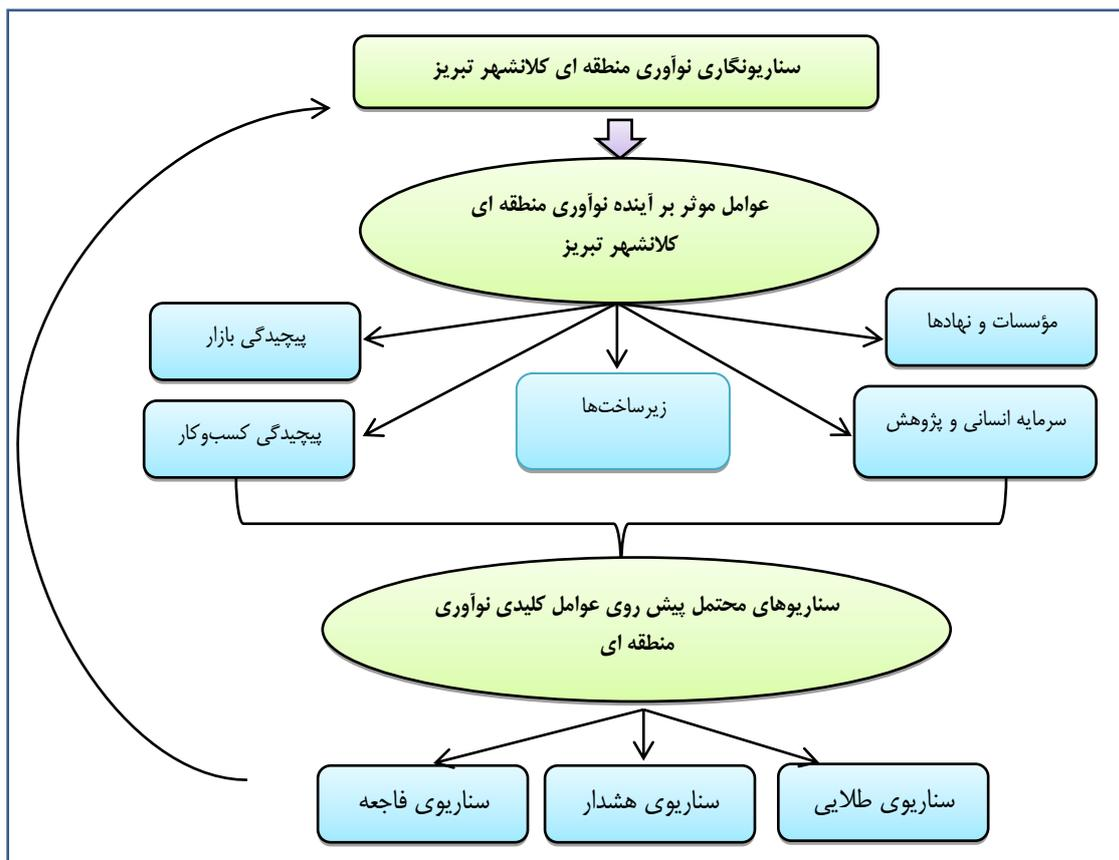 سناریونگاری نوآوری منطقه ای کلانشهر تبریز
عوامل موثر بر آینده نوآوری منطقه ای
کلانشهر تبریز
مؤسسات و نهادها
پیچیدگی بازار
زیرساخت‌ها
سرمایه انسانی و پژوهش
پیچیدگی کسب‌وکار
سناریوهای محتمل پیش روی عوامل کلیدی نوآوری
منطقه ای
سناریوی طلایی
سناریوی هشدار
سناریوی فاجعه